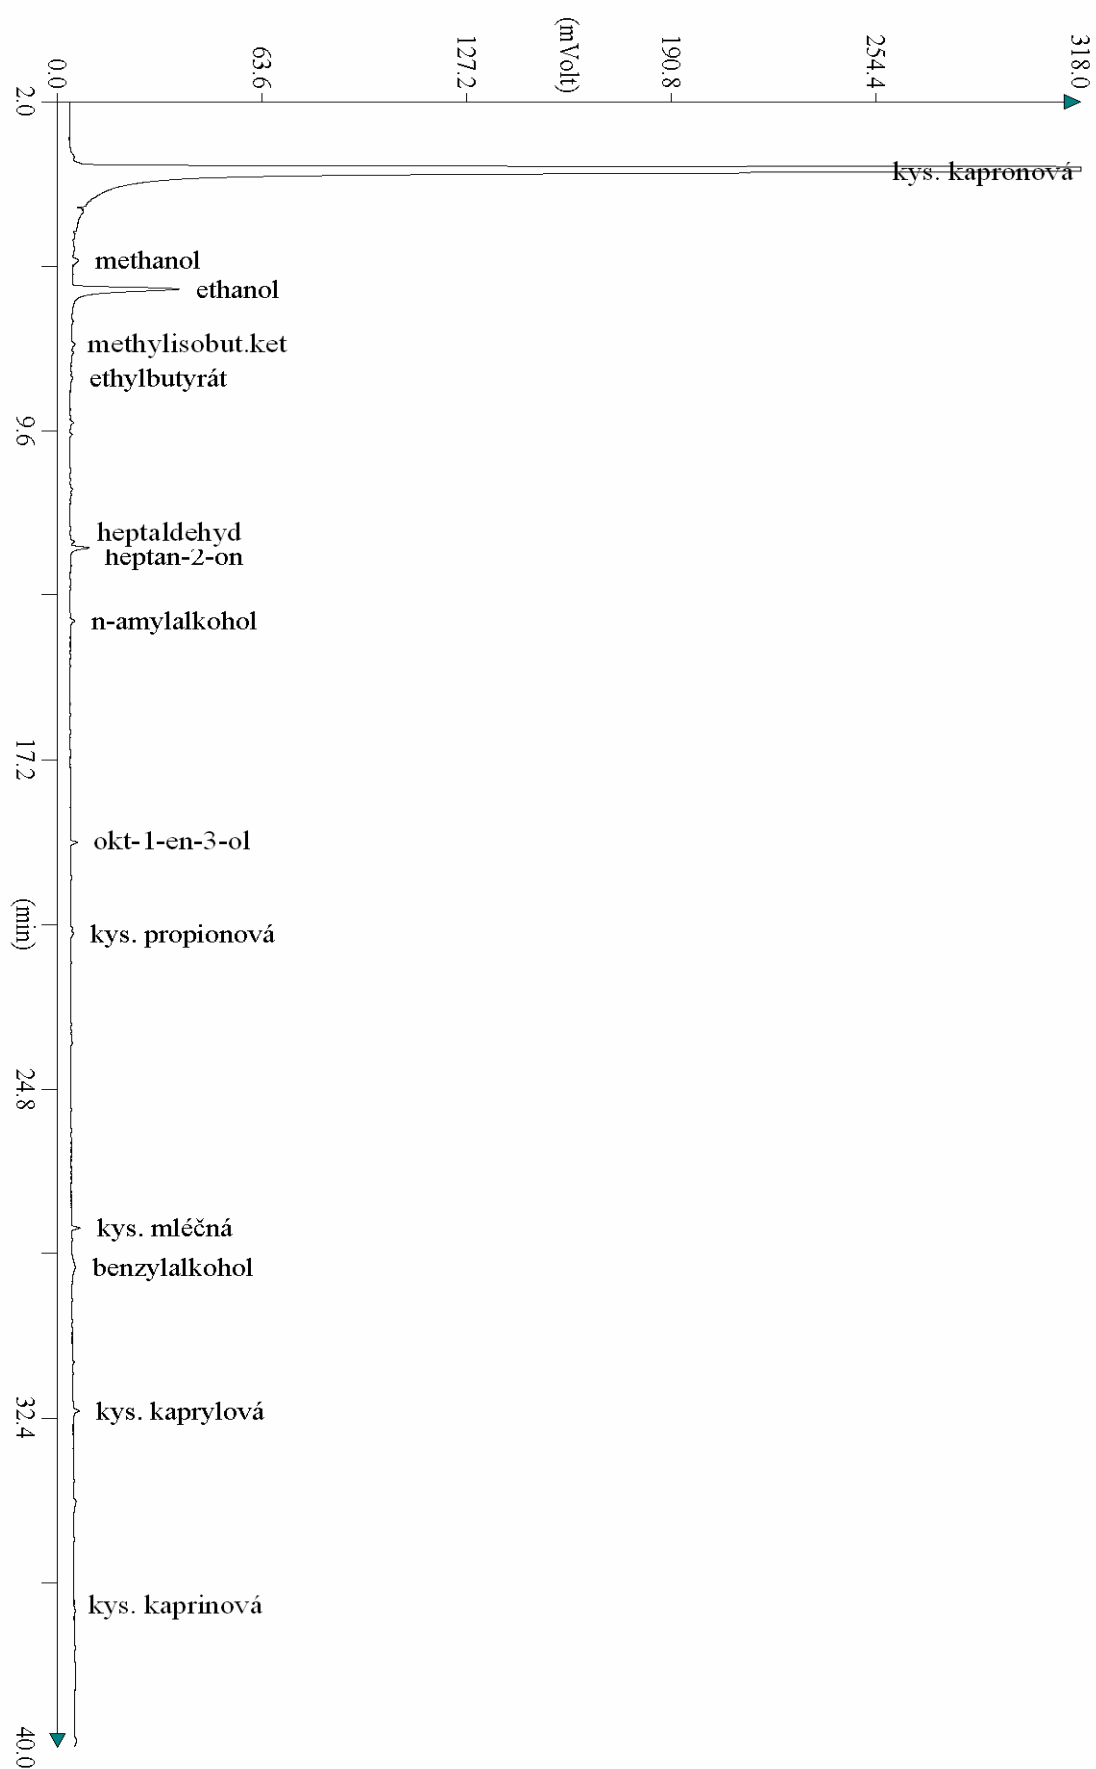 318.0
254.4
190.8
(mVolt)
127.2
63.6
0.0
2.0
kys. kapronová
methanol
ethanol
methylisobut.ket
ethylbutyrát
9.6
heptaldehyd
heptan-2-on
n-amylalkohol
17.2
okt-1-en-3-ol
(min)
kys. propionová
24.8
kys. mléčná
benzylalkohol
32.4
kys. kaprylová
kys. kaprinová
40.0